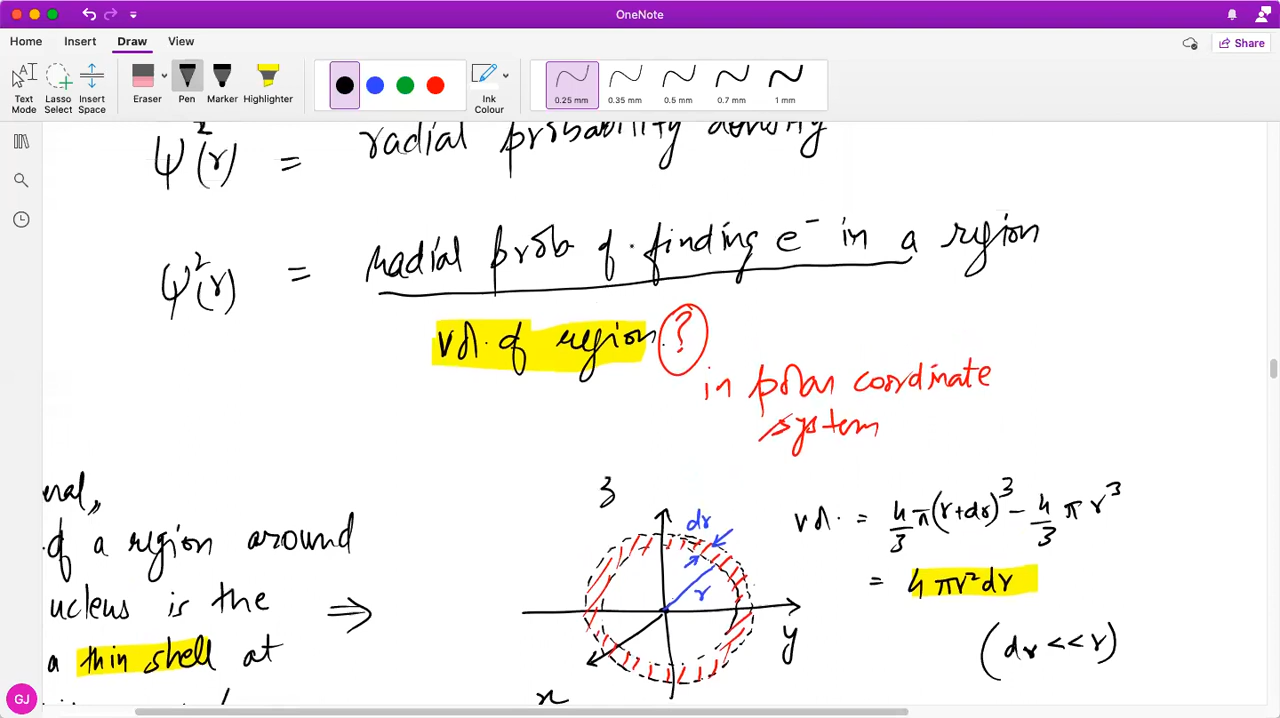 OneNote
Home Insert Draw View
Share
Text Mode
Lasso Select
Insert Space
Eraser
Pen
Marker
Highlighter
Ink Colour
0.25 mm 0.35 mm 0.5 mm 0.7 mm 1 mm
ψ²(r) = radial probability density
ψ²(r) = radial prob of finding e⁻ in a region
vol. of region ?
in polar coordinate
system
of a region around
ucleus is the ⇒
a thin shell at
z
dr
r
y
x
vol. = 4/3 π(r+dr)³ − 4/3 π r³
= 4πr²dr
(dr << r)
GJ